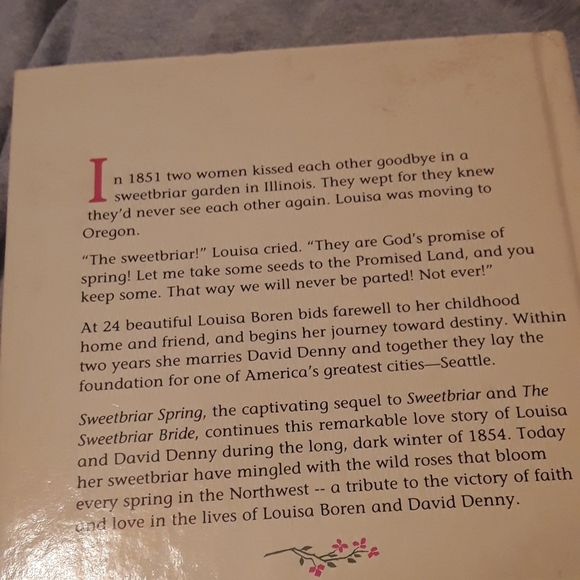 In 1851 two women kissed each other goodbye in a
sweetbriar garden in Illinois. They wept for they knew
they'd never see each other again. Louisa was moving to
Oregon.
"The sweetbriar!" Louisa cried. "They are God's promise of
spring! Let me take some seeds to the Promised Land, and you
keep some. That way we will never be parted! Not ever!"
At 24 beautiful Louisa Boren bids farewell to her childhood
home and friend, and begins her journey toward destiny. Within
two years she marries David Denny and together they lay the
foundation for one of America's greatest cities—Seattle.
Sweetbriar Spring, the captivating sequel to Sweetbriar and The
Sweetbriar Bride, continues this remarkable love story of Louisa
and David Denny during the long, dark winter of 1854. Today
her sweetbriar have mingled with the wild roses that bloom
every spring in the Northwest -- a tribute to the victory of faith
and love in the lives of Louisa Boren and David Denny.